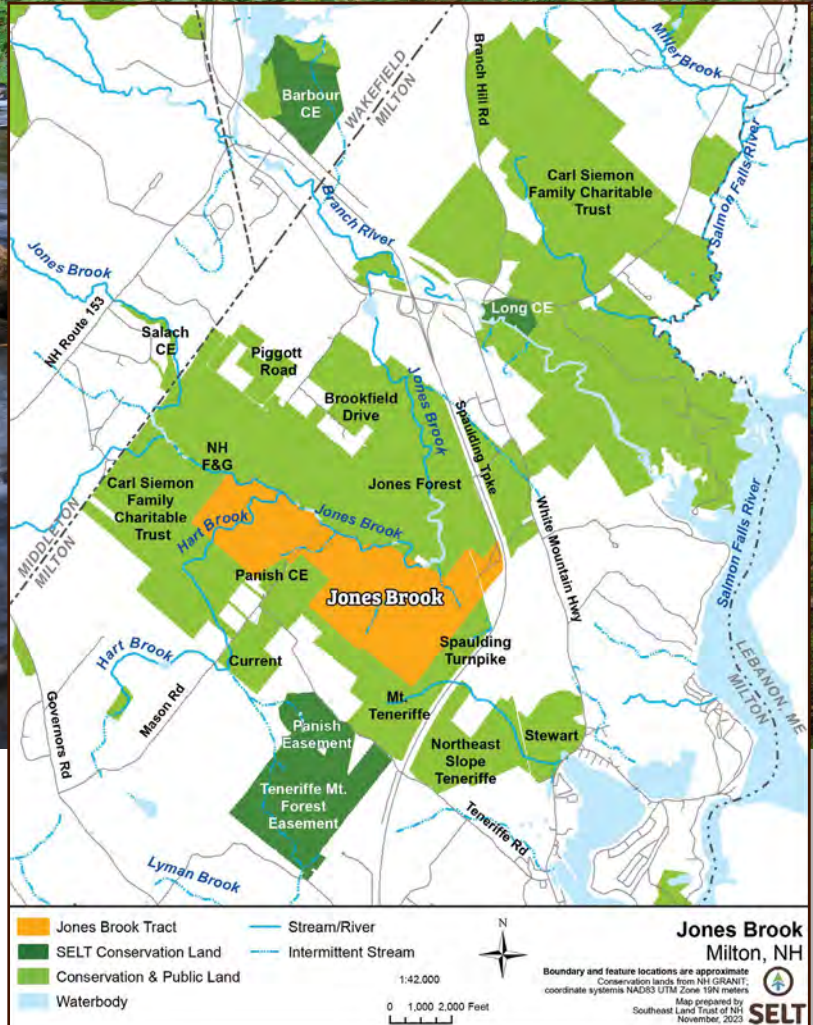 Barbour
CE
WAKEFIELD
MILTON
Branch Hill Rd
Miller Brook
Salmon Falls River
Carl Siemon
Family Charitable
Trust
Branch River
Jones Brook
NH Route 153
Salach
CE
Long CE
Piggott
Road
Brookfield
Drive
Jones Brook
Spaulding Tpke
NH
F&G
Jones Forest
Carl Siemon
Family
Charitable
Trust
Hart Brook
Jones Brook
White Mountain Hwy
Salmon Falls River
MIDDLETON
MILTON
Panish CE
Jones Brook
Hart Brook
Current
Spaulding
Turnpike
LEBANON, ME
MILTON
Governors Rd
Mason Rd
Mt.
Teneriffe
Panish
Easement
Northeast
Slope
Teneriffe
Stewart
Teneriffe Mt.
Forest
Easement
Teneriffe Rd
Lyman Brook
Jones Brook Tract
SELT Conservation Land
Conservation & Public Land
Waterbody
Stream/River
Intermittent Stream
N
1:42,000
0 1,000 2,000 Feet
Jones Brook
Milton, NH
Boundary and feature locations are approximate
Conservation lands from NH GRANIT;
coordinate systemis NAD83 UTM Zone 19N meters
Map prepared by
Southeast Land Trust of NH
November, 2023
SELT